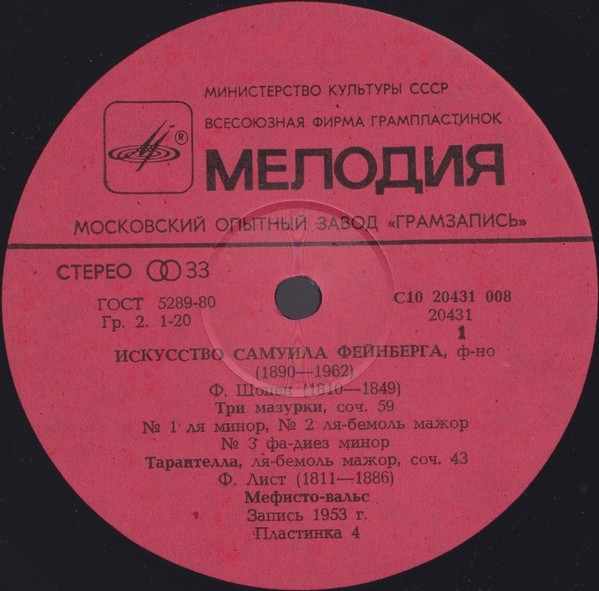 МИНИСТЕРСТВО КУЛЬТУРЫ СССР
ВСЕСОЮЗНАЯ ФИРМА ГРАМПЛАСТИНОК
®
МЕЛОДИЯ
МОСКОВСКИЙ ОПЫТНЫЙ ЗАВОД «ГРАМЗАПИСЬ»
СТЕРЕО 33
ГОСТ 5289-80
Гр. 2. 1-20
С10 20431 008
20431
1
ИСКУССТВО САМУИЛА ФЕЙНБЕРГА, ф-но
(1890—1962)
Ф. Шопен (1810—1849)
Три мазурки, соч. 59
№ 1 ля минор, № 2 ля-бемоль мажор
№ 3 фа-диез минор
Тарантелла, ля-бемоль мажор, соч. 43
Ф. Лист (1811—1886)
Мефисто-вальс
Запись 1953 г.
Пластинка 4